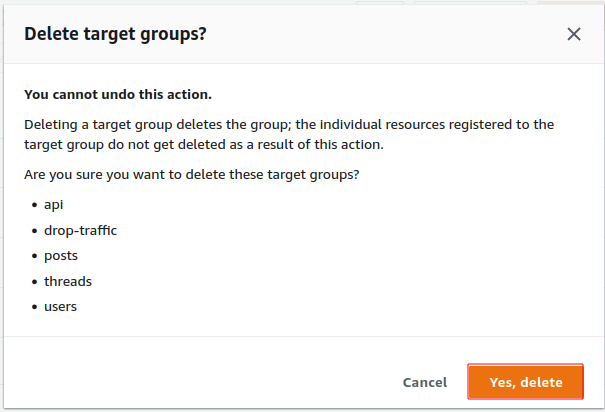 Delete target groups?
You cannot undo this action.
Deleting a target group deletes the group; the individual resources registered to the
target group do not get deleted as a result of this action.
Are you sure you want to delete these target groups?
• api
• drop-traffic
• posts
• threads
• users
Cancel
Yes, delete